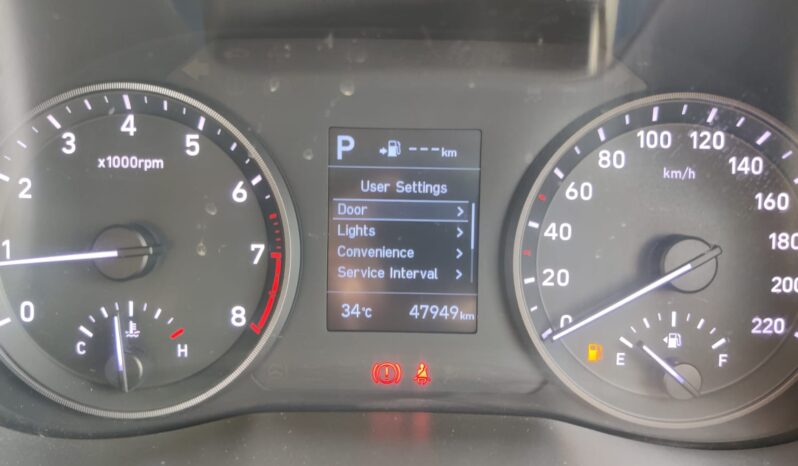 x1000rpm
0
1
2
3
4
5
6
7
8
C
H
P
--- km
User Settings
Door >
Lights >
Convenience >
Service Interval >
34°c 47949km
km/h
0
20
40
60
80
100
120
140
160
180
200
220
E
F